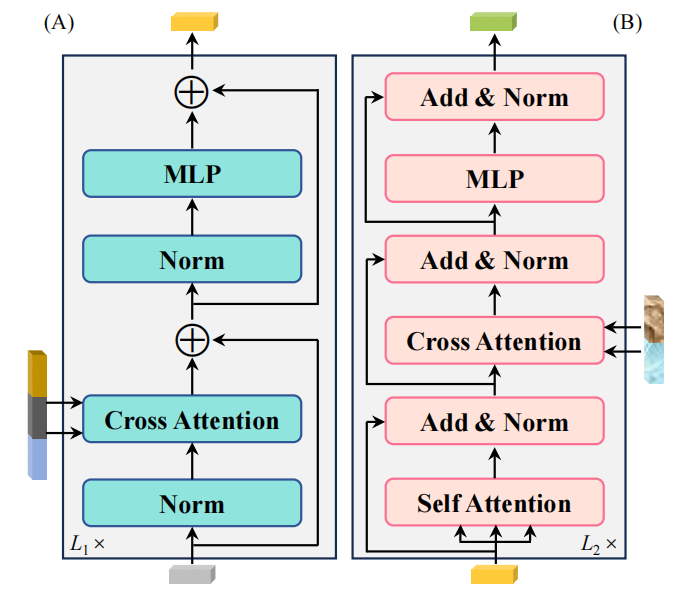 (A)
MLP
Norm
Cross Attention
Norm
L₁ ×
(B)
Add & Norm
MLP
Add & Norm
Cross Attention
Add & Norm
Self Attention
L₂ ×